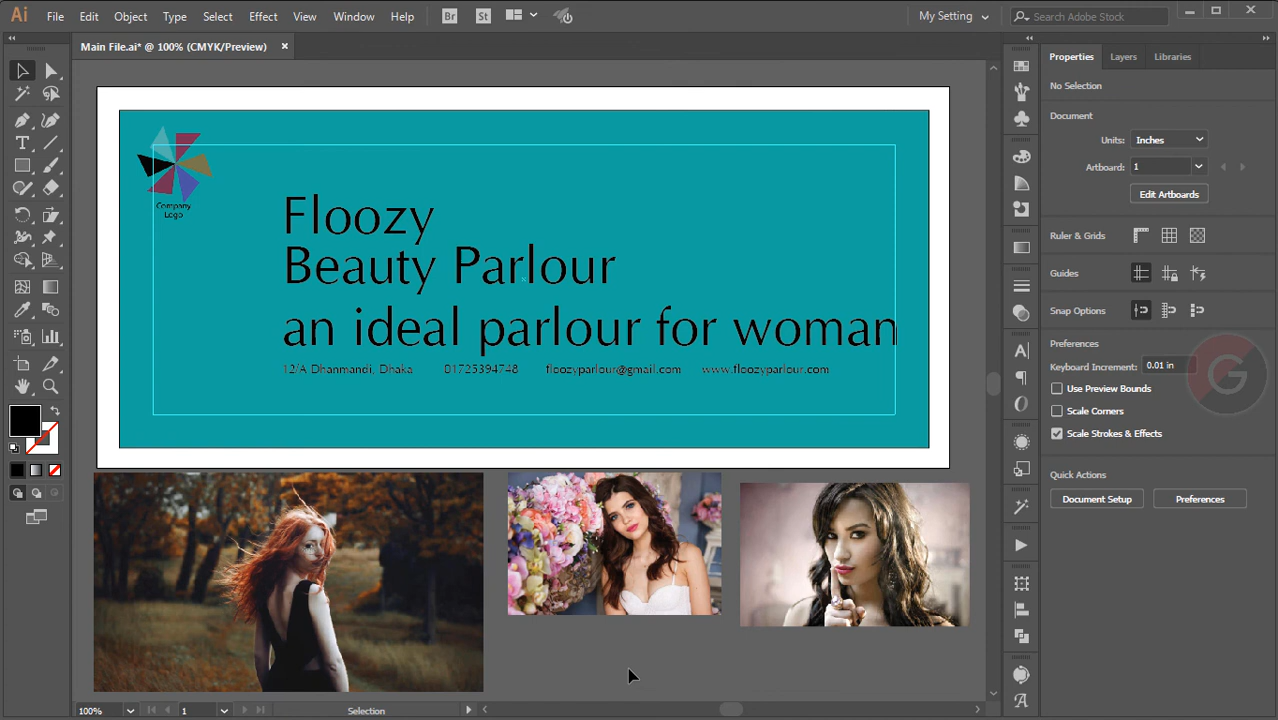 Ai File Edit Object Type Select Effect View Window Help Br St My Setting Search Adobe Stock
Main File.ai* @ 100% (CMYK/Preview) ×
Properties Layers Libraries
No Selection
Document
Units: Inches
Artboard: 1
Edit Artboards
Ruler & Grids
Guides
Snap Options
Preferences
Keyboard Increment: 0.01 in
Use Preview Bounds
Scale Corners
Scale Strokes & Effects
Quick Actions
Document Setup Preferences
Company
Logo
Floozy
Beauty Parlour
an ideal parlour for woman
12/A Dhanmandi, Dhaka 01725394748 floozyparlour@gmail.com www.floozyparlour.com
100% 1 Selection